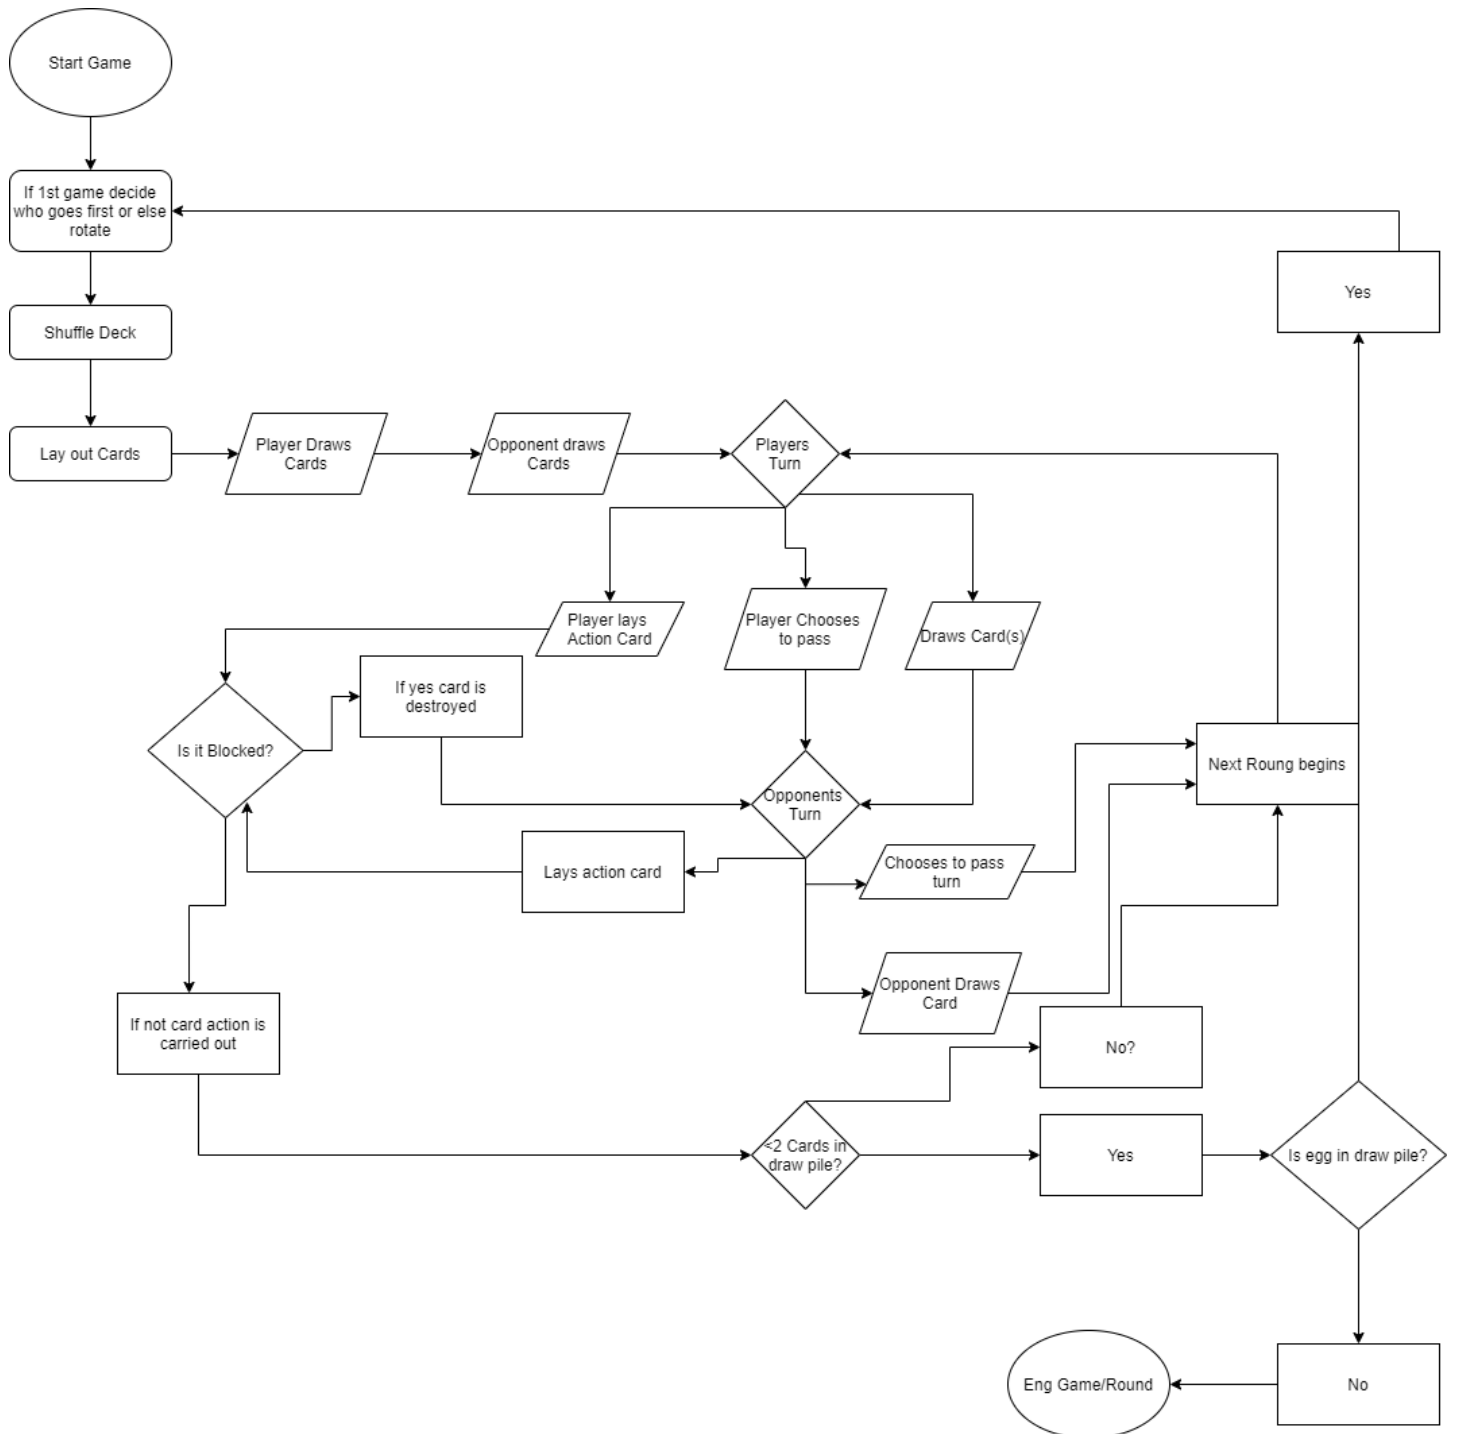 Start Game
If 1st game decide
who goes first or else
rotate
Yes
Shuffle Deck
Lay out Cards
Player Draws
Cards
Opponent draws
Cards
Players
Turn
Player lays
Action Card
Player Chooses
to pass
Draws Card(s)
If yes card is
destroyed
Is it Blocked?
Opponents
Turn
Next Roung begins
Lays action card
Chooses to pass
turn
Opponent Draws
Card
If not card action is
carried out
No?
<2 Cards in
draw pile?
Yes
Is egg in draw pile?
Eng Game/Round
No